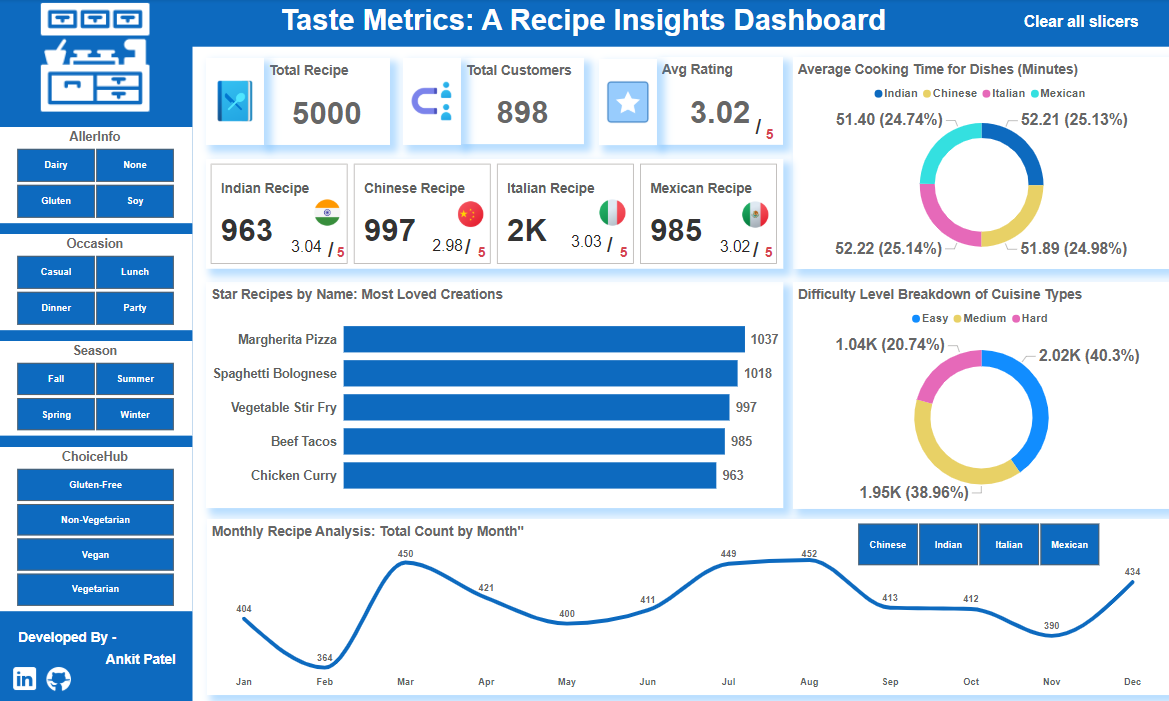 Taste Metrics: A Recipe Insights Dashboard
Clear all slicers
AllerInfo
Dairy
None
Gluten
Soy
Occasion
Casual
Lunch
Dinner
Party
Season
Fall
Summer
Spring
Winter
ChoiceHub
Gluten-Free
Non-Vegetarian
Vegan
Vegetarian
Developed By -
Ankit Patel
in
Total Recipe
5000
Total Customers
898
Avg Rating
3.02 / 5
Indian Recipe
963
3.04 / 5
Chinese Recipe
997
2.98 / 5
Italian Recipe
2K
3.03 / 5
Mexican Recipe
985
3.02 / 5
Average Cooking Time for Dishes (Minutes)
Indian Chinese Italian Mexican
51.40 (24.74%)
52.21 (25.13%)
52.22 (25.14%)
51.89 (24.98%)
Star Recipes by Name: Most Loved Creations
Margherita Pizza 1037
Spaghetti Bolognese 1018
Vegetable Stir Fry 997
Beef Tacos 985
Chicken Curry 963
Difficulty Level Breakdown of Cuisine Types
Easy Medium Hard
1.04K (20.74%)
2.02K (40.3%)
1.95K (38.96%)
Monthly Recipe Analysis: Total Count by Month"
Chinese
Indian
Italian
Mexican
404 364 450 421 400 411 449 452 413 412 390 434
Jan Feb Mar Apr May Jun Jul Aug Sep Oct Nov Dec